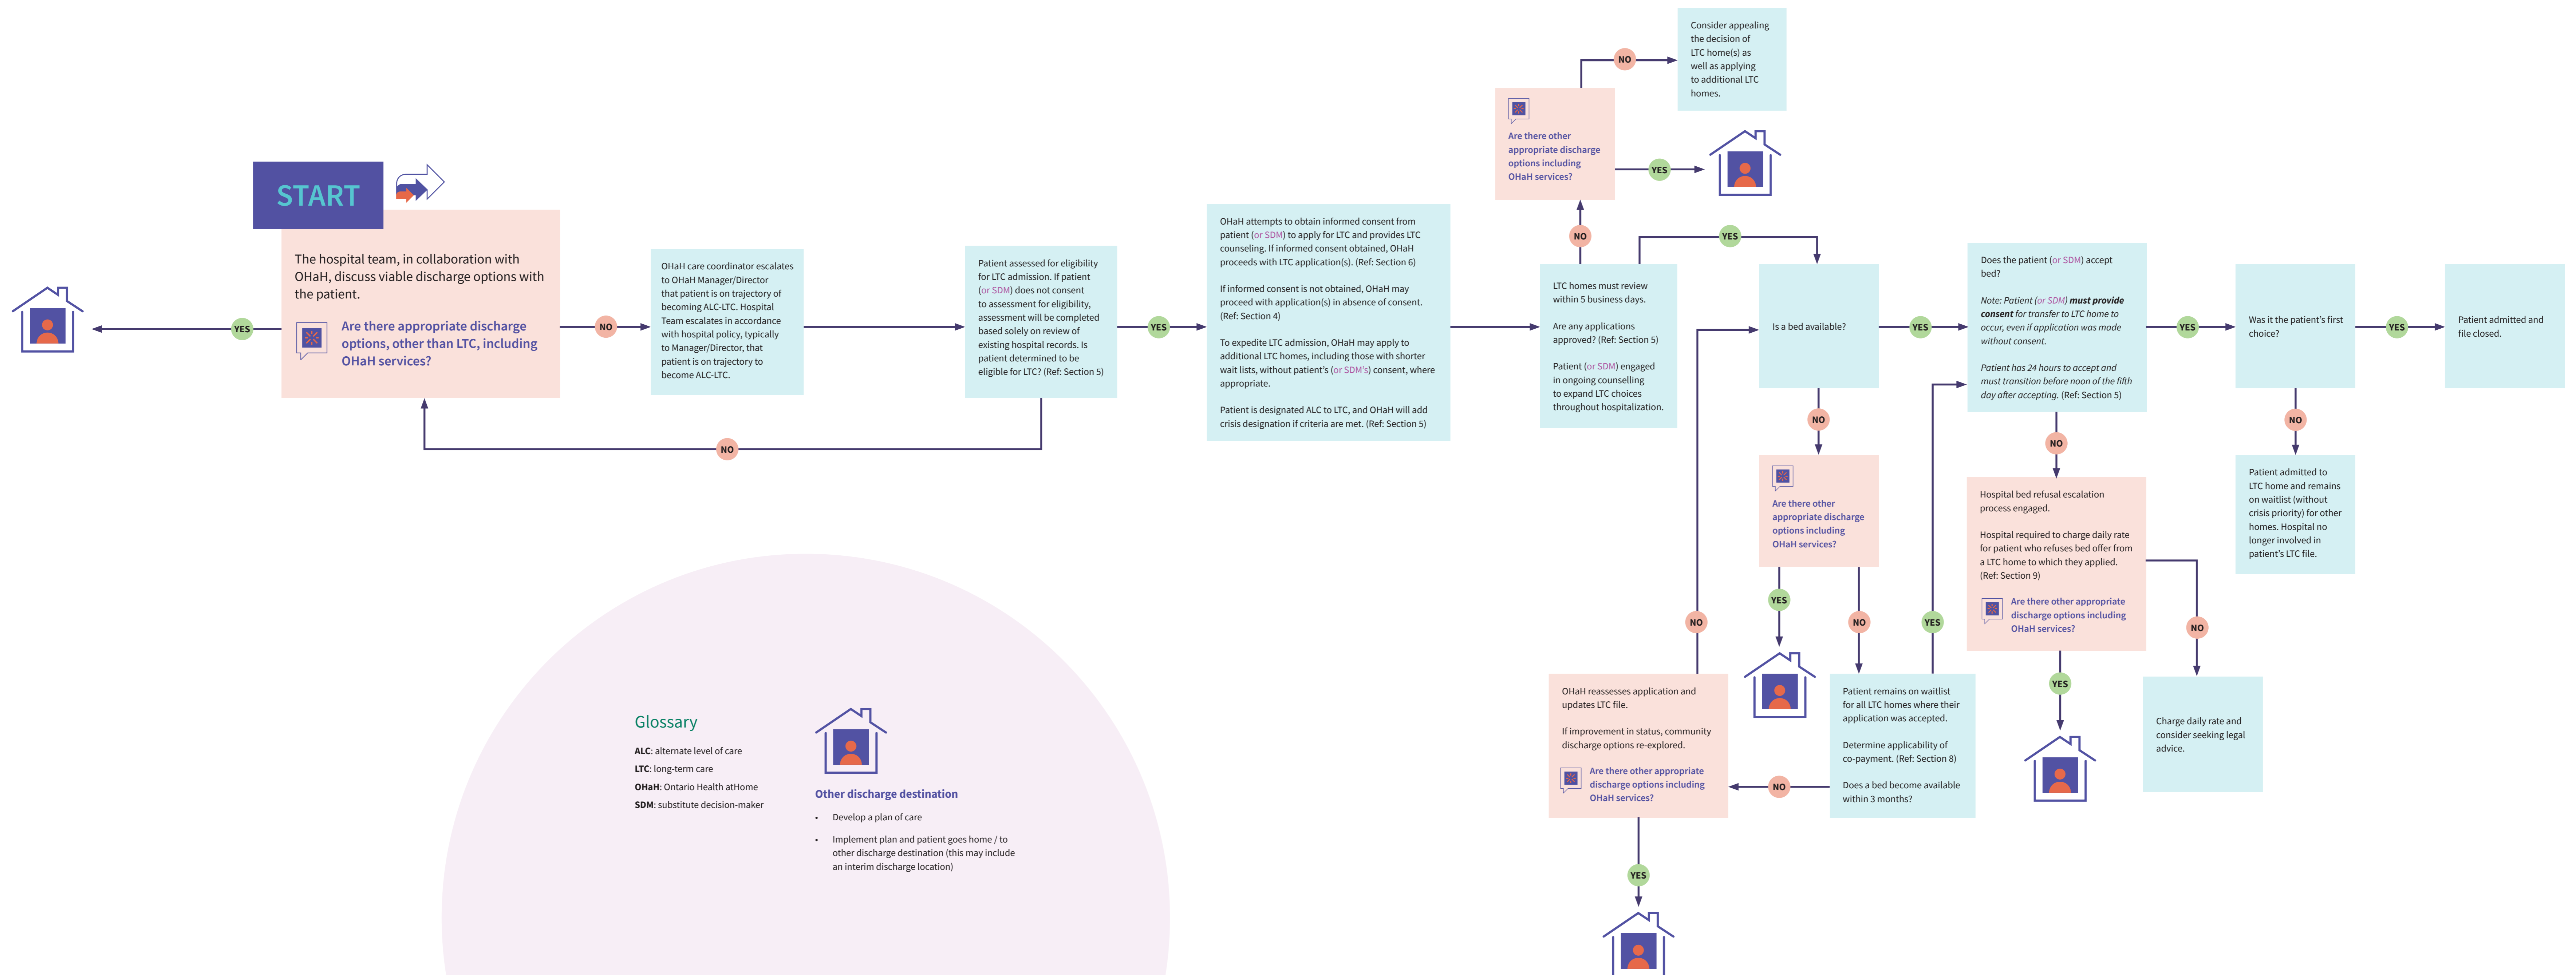 START
The hospital team, in collaboration with
OHaH, discuss viable discharge options with
the patient.
Are there appropriate discharge
options, other than LTC, including
OHaH services?
YES
NO
OHaH care coordinator escalates
to OHaH Manager/Director
that patient is on trajectory of
becoming ALC-LTC. Hospital
Team escalates in accordance
with hospital policy, typically
to Manager/Director, that
patient is on trajectory to
become ALC-LTC.
Patient assessed for eligibility
for LTC admission. If patient
(or SDM) does not consent
to assessment for eligibility,
assessment will be completed
based solely on review of
existing hospital records. Is
patient determined to be
eligible for LTC? (Ref: Section 5)
NO
YES
OHaH attempts to obtain informed consent from
patient (or SDM) to apply for LTC and provides LTC
counseling. If informed consent obtained, OHaH
proceeds with LTC application(s). (Ref: Section 6)
If informed consent is not obtained, OHaH may
proceed with application(s) in absence of consent.
(Ref: Section 4)
To expedite LTC admission, OHaH may apply to
additional LTC homes, including those with shorter
wait lists, without patient's (or SDM's) consent, where
appropriate.
Patient is designated ALC to LTC, and OHaH will add
crisis designation if criteria are met. (Ref: Section 5)
LTC homes must review
within 5 business days.
Are any applications
approved? (Ref: Section 5)
Patient (or SDM) engaged
in ongoing counselling
to expand LTC choices
throughout hospitalization.
NO
Are there other
appropriate discharge
options including
OHaH services?
NO
Consider appealing
the decision of
LTC home(s) as
well as applying
to additional LTC
homes.
YES
YES
Is a bed available?
YES
NO
Are there other
appropriate discharge
options including
OHaH services?
YES
NO
Patient remains on waitlist
for all LTC homes where their
application was accepted.
Determine applicability of
co-payment. (Ref: Section 8)
Does a bed become available
within 3 months?
YES
NO
OHaH reassesses application and
updates LTC file.
If improvement in status, community
discharge options re-explored.
Are there other appropriate
discharge options including
OHaH services?
NO
YES
Does the patient (or SDM) accept
bed?
Note: Patient (or SDM) must provide
consent for transfer to LTC home to
occur, even if application was made
without consent.
Patient has 24 hours to accept and
must transition before noon of the fifth
day after accepting. (Ref: Section 5)
YES
NO
Hospital bed refusal escalation
process engaged.
Hospital required to charge daily rate
for patient who refuses bed offer from
a LTC home to which they applied.
(Ref: Section 9)
Are there other appropriate
discharge options including
OHaH services?
YES
NO
Charge daily rate and
consider seeking legal
advice.
Was it the patient's first
choice?
YES
NO
Patient admitted to
LTC home and remains
on waitlist (without
crisis priority) for other
homes. Hospital no
longer involved in
patient's LTC file.
Patient admitted and
file closed.
Glossary
ALC: alternate level of care
LTC: long-term care
OHaH: Ontario Health atHome
SDM: substitute decision-maker
Other discharge destination
• Develop a plan of care
• Implement plan and patient goes home / to
other discharge destination (this may include
an interim discharge location)